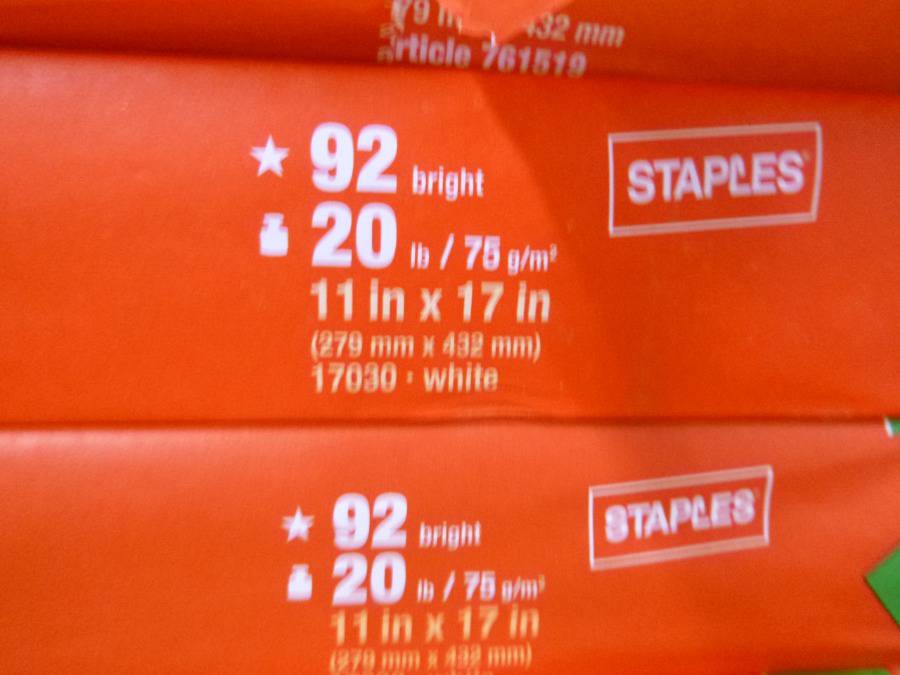 432 mm
rticle 761519
92 bright
20 lb / 75 g/m²
11 in x 17 in
(279 mm x 432 mm)
17030 : white
STAPLES
92 bright
20 lb / 75 g/m²
11 in x 17 in
(279 mm x 432 mm)
STAPLES